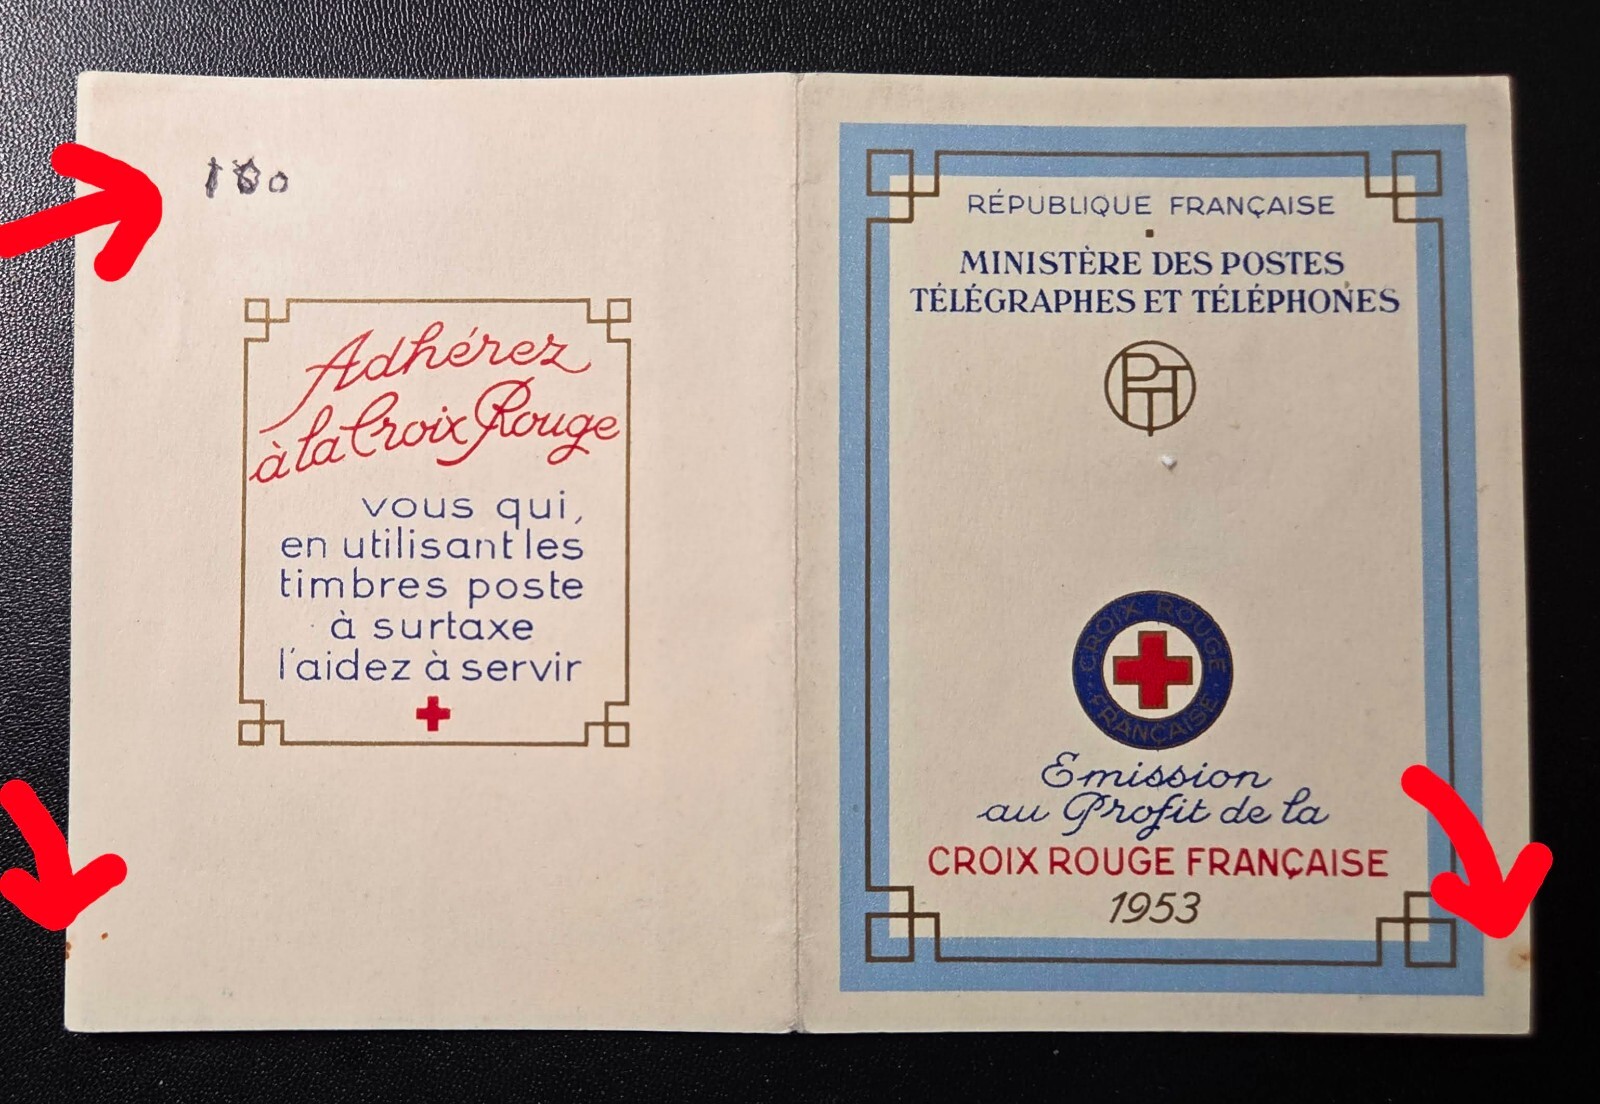 180
Adhérez
à la Croix Rouge
vous qui,
en utilisant les
timbres poste
à surtaxe
l'aidez à servir
RÉPUBLIQUE FRANÇAISE
MINISTÈRE DES POSTES
TÉLÉGRAPHES ET TÉLÉPHONES
PTT
CROIX ROUGE
FRANÇAISE
Emission
au Profit de la
CROIX ROUGE FRANÇAISE
1953